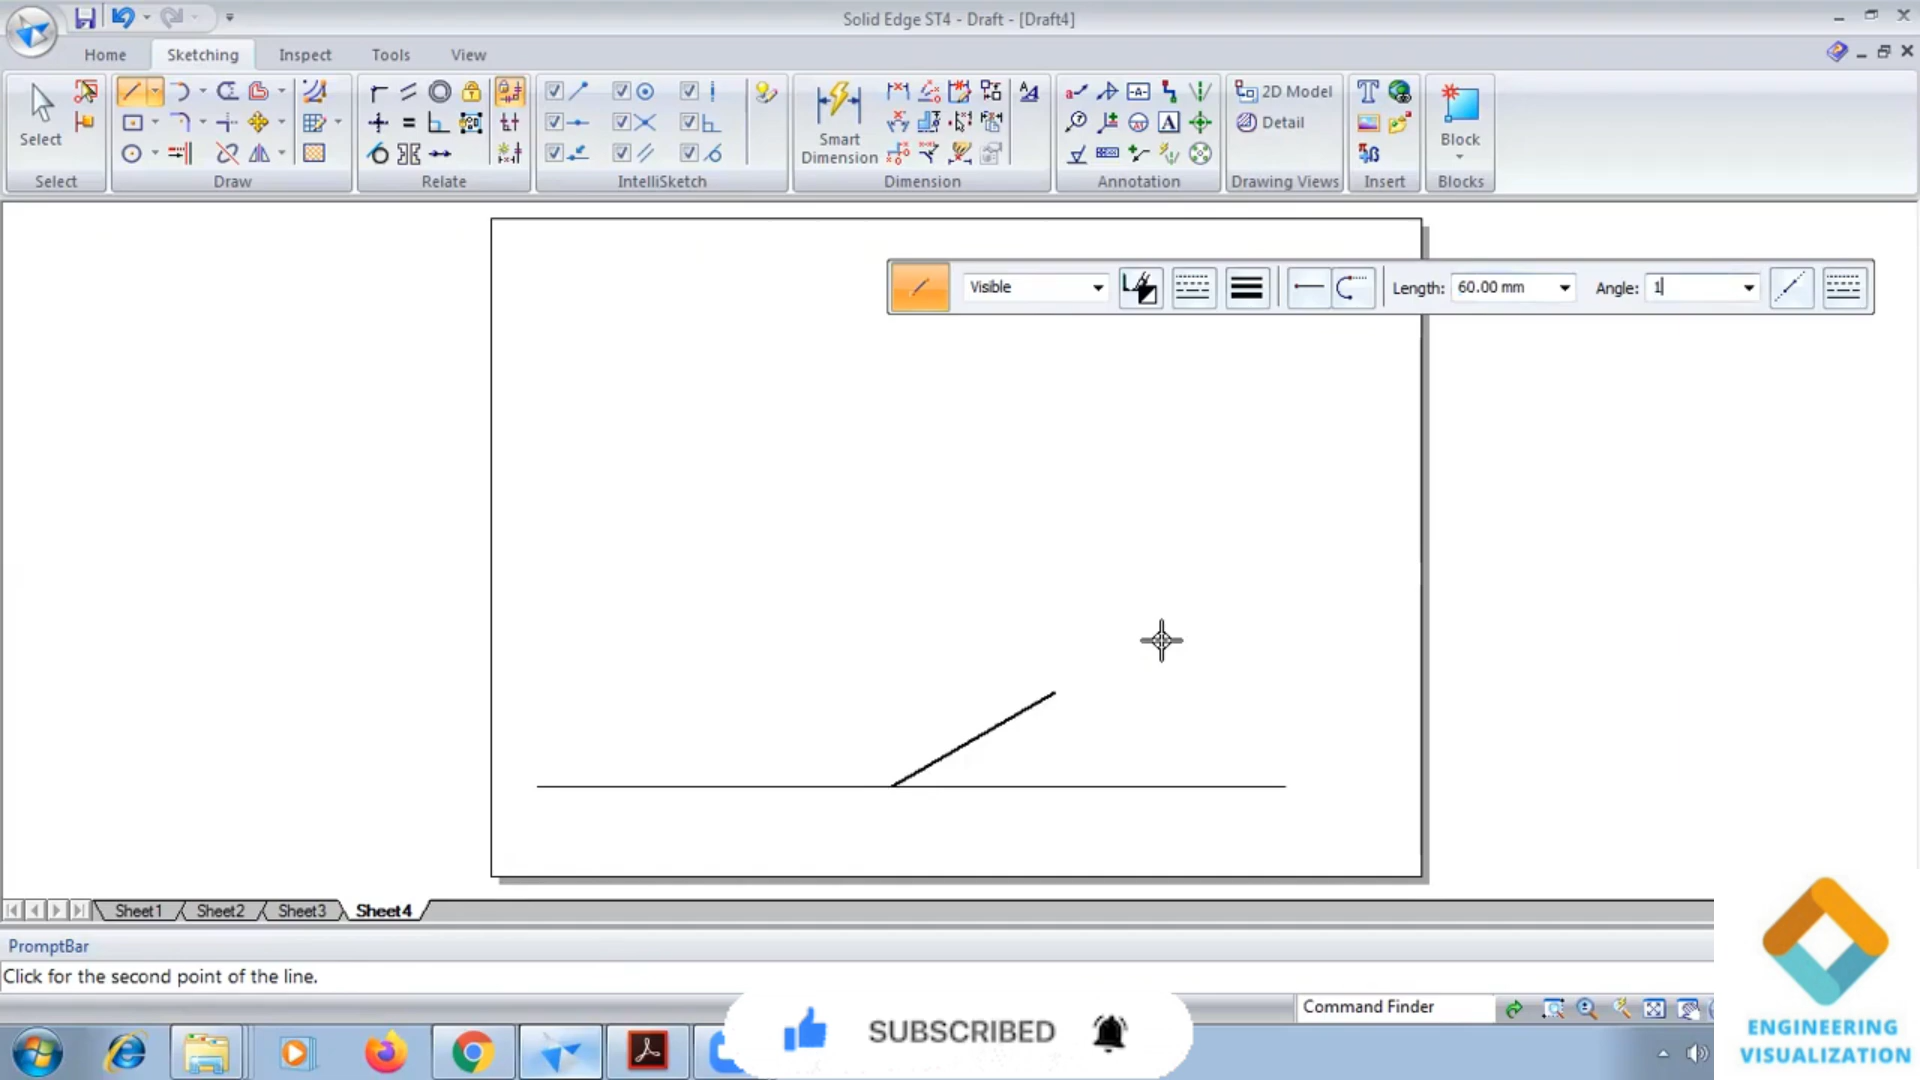 Solid Edge ST4 - Draft - [Draft4]
Home Sketching Inspect Tools View
Select
Smart
Dimension
2D Model
Detail
Block
Select Draw Relate IntelliSketch Dimension Annotation Drawing Views Insert Blocks
Visible Length: 60.00 mm Angle: 1
Sheet1 Sheet2 Sheet3 Sheet4
PromptBar
Click for the second point of the line.
Command Finder
SUBSCRIBED
ENGINEERING
VISUALIZATION